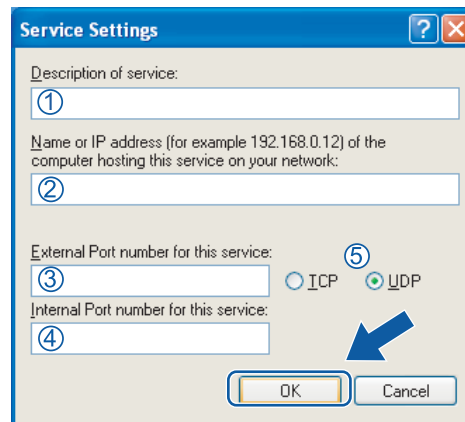 Service Settings
Description of service:
①
Name or IP address (for example 192.168.0.12) of the
computer hosting this service on your network:
②
External Port number for this service:
⑤
③
TCP UDP
Internal Port number for this service:
④
OK Cancel